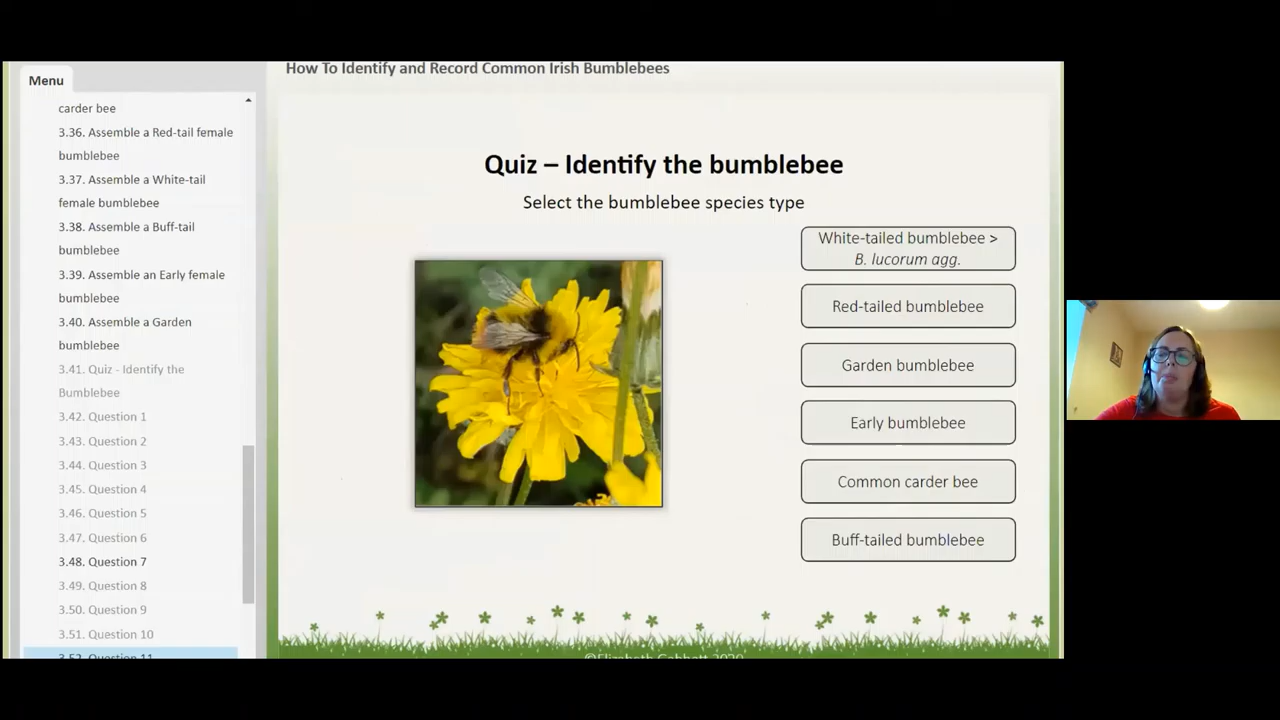 How To Identify and Record Common Irish Bumblebees
Menu
carder bee
3.36. Assemble a Red-tail female
bumblebee
3.37. Assemble a White-tail
female bumblebee
3.38. Assemble a Buff-tail
bumblebee
3.39. Assemble an Early female
bumblebee
3.40. Assemble a Garden
bumblebee
3.41. Quiz - Identify the
Bumblebee
3.42. Question 1
3.43. Question 2
3.44. Question 3
3.45. Question 4
3.46. Question 5
3.47. Question 6
3.48. Question 7
3.49. Question 8
3.50. Question 9
3.51. Question 10
3.52. Question 11
Quiz – Identify the bumblebee
Select the bumblebee species type
White-tailed bumblebee >
B. lucorum agg.
Red-tailed bumblebee
Garden bumblebee
Early bumblebee
Common carder bee
Buff-tailed bumblebee
©Elizabeth Gabbett 2020